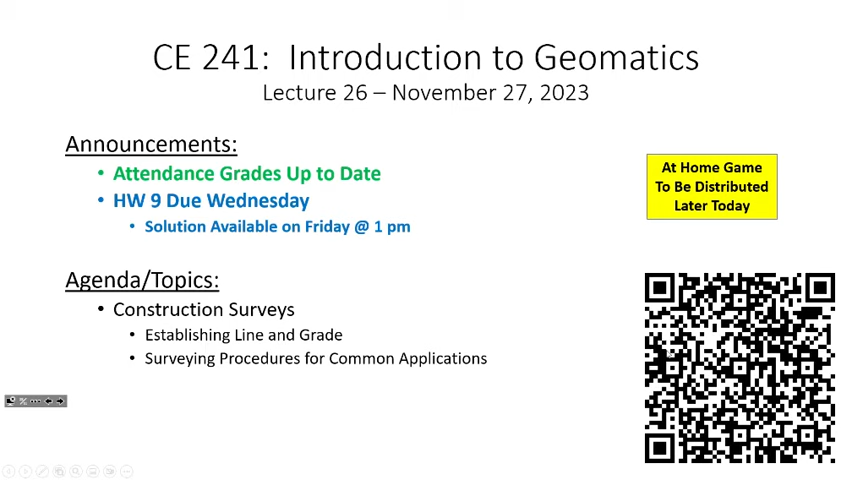 CE 241: Introduction to Geomatics
Lecture 26 – November 27, 2023
Announcements:
• Attendance Grades Up to Date
• HW 9 Due Wednesday
• Solution Available on Friday @ 1 pm
At Home Game
To Be Distributed
Later Today
Agenda/Topics:
• Construction Surveys
• Establishing Line and Grade
• Surveying Procedures for Common Applications